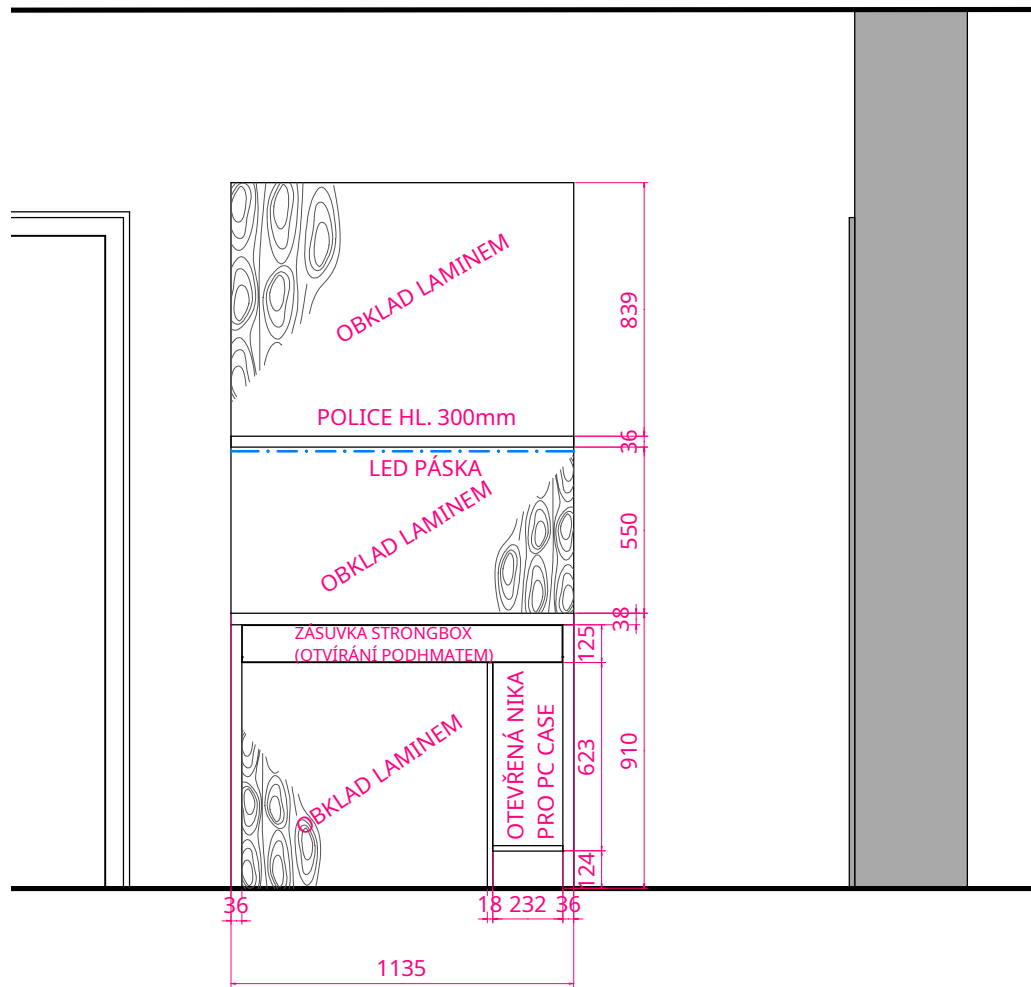 OBKLAD LAMINEM
839
POLICE HL. 300mm
36
LED PÁSKA
OBKLAD LAMINEM
550
38
ZÁSUVKA STRONGBOX
(OTVÍRÁNÍ PODHMATEM)
125
OBKLAD LAMINEM
OTEVŘENÁ NIKA
PRO PC CASE
623
910
124
36
18
232
36
1135